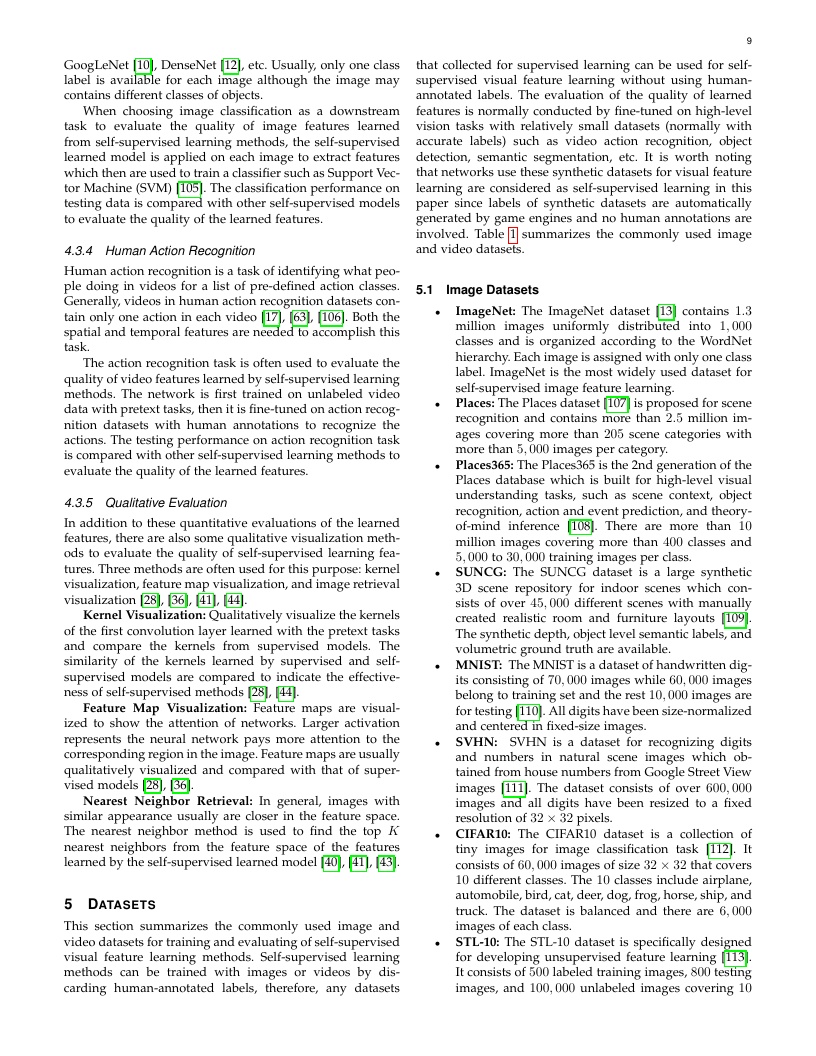 9
GoogLeNet [10], DenseNet [12], etc. Usually, only one class
label is available for each image although the image may
contains different classes of objects.
When choosing image classification as a downstream
task to evaluate the quality of image features learned
from self-supervised learning methods, the self-supervised
learned model is applied on each image to extract features
which then are used to train a classifier such as Support Vec-
tor Machine (SVM) [105]. The classification performance on
testing data is compared with other self-supervised models
to evaluate the quality of the learned features.
4.3.4 Human Action Recognition
Human action recognition is a task of identifying what peo-
ple doing in videos for a list of pre-defined action classes.
Generally, videos in human action recognition datasets con-
tain only one action in each video [17], [63], [106]. Both the
spatial and temporal features are needed to accomplish this
task.
The action recognition task is often used to evaluate the
quality of video features learned by self-supervised learning
methods. The network is first trained on unlabeled video
data with pretext tasks, then it is fine-tuned on action recog-
nition datasets with human annotations to recognize the
actions. The testing performance on action recognition task
is compared with other self-supervised learning methods to
evaluate the quality of the learned features.
4.3.5 Qualitative Evaluation
In addition to these quantitative evaluations of the learned
features, there are also some qualitative visualization meth-
ods to evaluate the quality of self-supervised learning fea-
tures. Three methods are often used for this purpose: kernel
visualization, feature map visualization, and image retrieval
visualization [28], [36], [41], [44].
Kernel Visualization: Qualitatively visualize the kernels
of the first convolution layer learned with the pretext tasks
and compare the kernels from supervised models. The
similarity of the kernels learned by supervised and self-
supervised models are compared to indicate the effective-
ness of self-supervised methods [28], [44].
Feature Map Visualization: Feature maps are visual-
ized to show the attention of networks. Larger activation
represents the neural network pays more attention to the
corresponding region in the image. Feature maps are usually
qualitatively visualized and compared with that of super-
vised models [28], [36].
Nearest Neighbor Retrieval: In general, images with
similar appearance usually are closer in the feature space.
The nearest neighbor method is used to find the top K
nearest neighbors from the feature space of the features
learned by the self-supervised learned model [40], [41], [43].
5 DATASETS
This section summarizes the commonly used image and
video datasets for training and evaluating of self-supervised
visual feature learning methods. Self-supervised learning
methods can be trained with images or videos by dis-
carding human-annotated labels, therefore, any datasets
that collected for supervised learning can be used for self-
supervised visual feature learning without using human-
annotated labels. The evaluation of the quality of learned
features is normally conducted by fine-tuned on high-level
vision tasks with relatively small datasets (normally with
accurate labels) such as video action recognition, object
detection, semantic segmentation, etc. It is worth noting
that networks use these synthetic datasets for visual feature
learning are considered as self-supervised learning in this
paper since labels of synthetic datasets are automatically
generated by game engines and no human annotations are
involved. Table 1 summarizes the commonly used image
and video datasets.
5.1 Image Datasets
• ImageNet: The ImageNet dataset [13] contains 1.3
million images uniformly distributed into 1,000
classes and is organized according to the WordNet
hierarchy. Each image is assigned with only one class
label. ImageNet is the most widely used dataset for
self-supervised image feature learning.
• Places: The Places dataset [107] is proposed for scene
recognition and contains more than 2.5 million im-
ages covering more than 205 scene categories with
more than 5,000 images per category.
• Places365: The Places365 is the 2nd generation of the
Places database which is built for high-level visual
understanding tasks, such as scene context, object
recognition, action and event prediction, and theory-
of-mind inference [108]. There are more than 10
million images covering more than 400 classes and
5,000 to 30,000 training images per class.
• SUNCG: The SUNCG dataset is a large synthetic
3D scene repository for indoor scenes which con-
sists of over 45,000 different scenes with manually
created realistic room and furniture layouts [109].
The synthetic depth, object level semantic labels, and
volumetric ground truth are available.
• MNIST: The MNIST is a dataset of handwritten dig-
its consisting of 70,000 images while 60,000 images
belong to training set and the rest 10,000 images are
for testing [110]. All digits have been size-normalized
and centered in fixed-size images.
• SVHN: SVHN is a dataset for recognizing digits
and numbers in natural scene images which ob-
tained from house numbers from Google Street View
images [111]. The dataset consists of over 600,000
images and all digits have been resized to a fixed
resolution of 32 × 32 pixels.
• CIFAR10: The CIFAR10 dataset is a collection of
tiny images for image classification task [112]. It
consists of 60,000 images of size 32 × 32 that covers
10 different classes. The 10 classes include airplane,
automobile, bird, cat, deer, dog, frog, horse, ship, and
truck. The dataset is balanced and there are 6,000
images of each class.
• STL-10: The STL-10 dataset is specifically designed
for developing unsupervised feature learning [113].
It consists of 500 labeled training images, 800 testing
images, and 100,000 unlabeled images covering 10